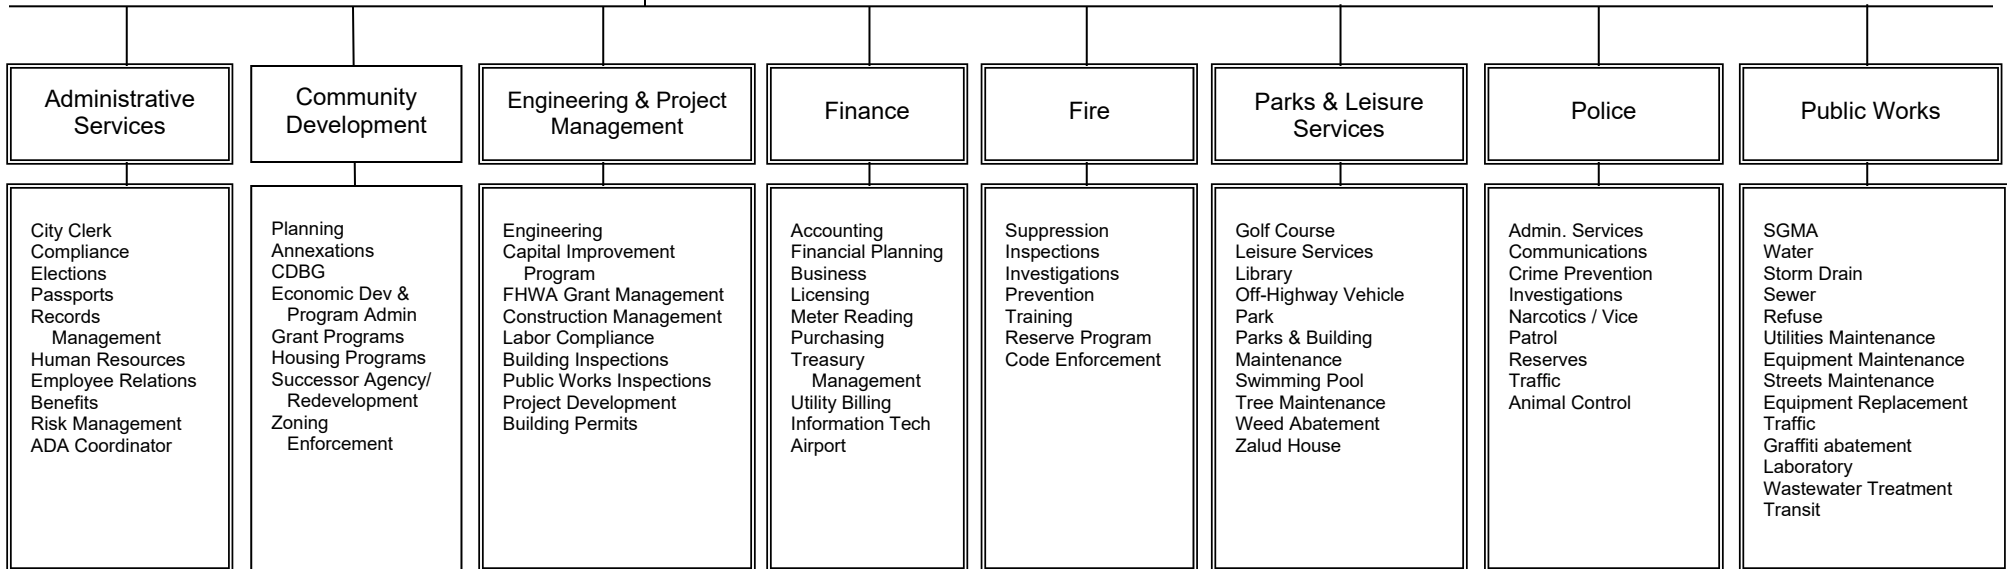 Administrative
Services
Community
Development
Engineering & Project
Management
Finance
Fire
Parks & Leisure
Services
Police
Public Works
City Clerk
Compliance
Elections
Passports
Records
Management
Human Resources
Employee Relations
Benefits
Risk Management
ADA Coordinator
Planning
Annexations
CDBG
Economic Dev &
Program Admin
Grant Programs
Housing Programs
Successor Agency/
Redevelopment
Zoning
Enforcement
Engineering
Capital Improvement
Program
FHWA Grant Management
Construction Management
Labor Compliance
Building Inspections
Public Works Inspections
Project Development
Building Permits
Accounting
Financial Planning
Business
Licensing
Meter Reading
Purchasing
Treasury
Management
Utility Billing
Information Tech
Airport
Suppression
Inspections
Investigations
Prevention
Training
Reserve Program
Code Enforcement
Golf Course
Leisure Services
Library
Off-Highway Vehicle
Park
Parks & Building
Maintenance
Swimming Pool
Tree Maintenance
Weed Abatement
Zalud House
Admin. Services
Communications
Crime Prevention
Investigations
Narcotics / Vice
Patrol
Reserves
Traffic
Animal Control
SGMA
Water
Storm Drain
Sewer
Refuse
Utilities Maintenance
Equipment Maintenance
Streets Maintenance
Equipment Replacement
Traffic
Graffiti abatement
Laboratory
Wastewater Treatment
Transit